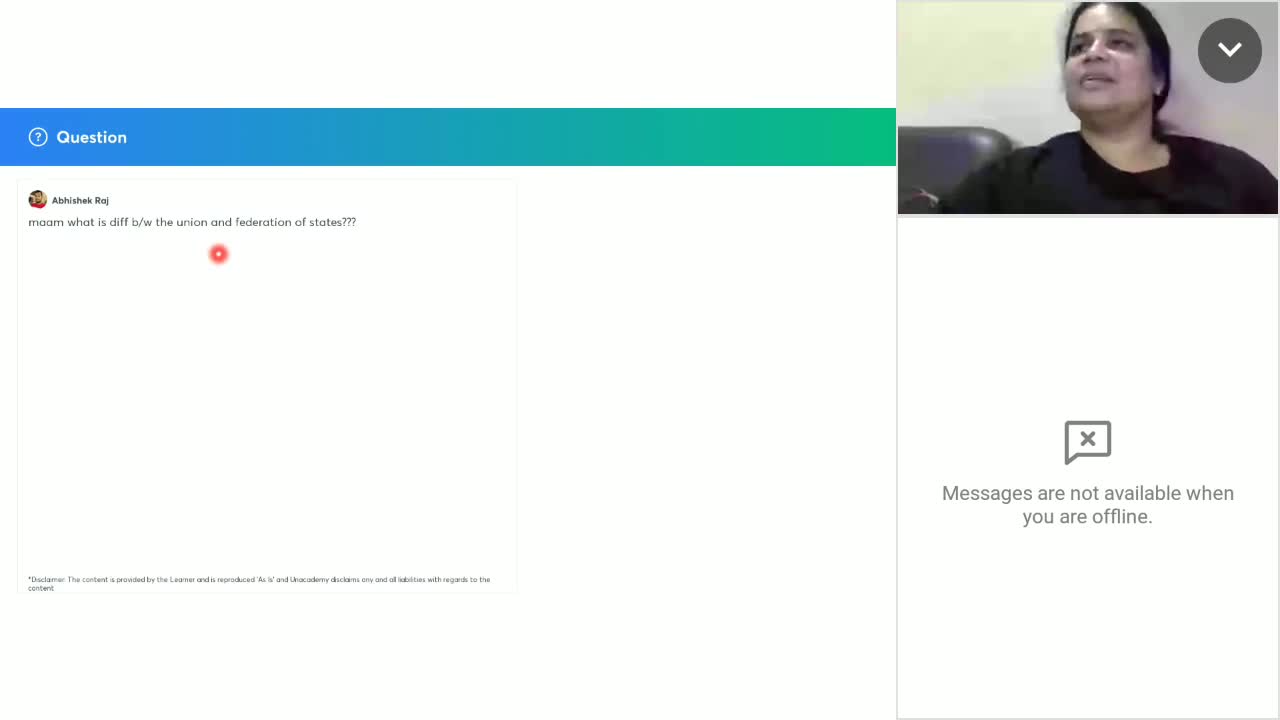 Question
Abhishek Raj
maam what is diff b/w the union and federation of states???
*Disclaimer: The content is provided by the Learner and is reproduced 'As Is' and Unacademy disclaims any and all liabilities with regards to the
content
Messages are not available when
you are offline.